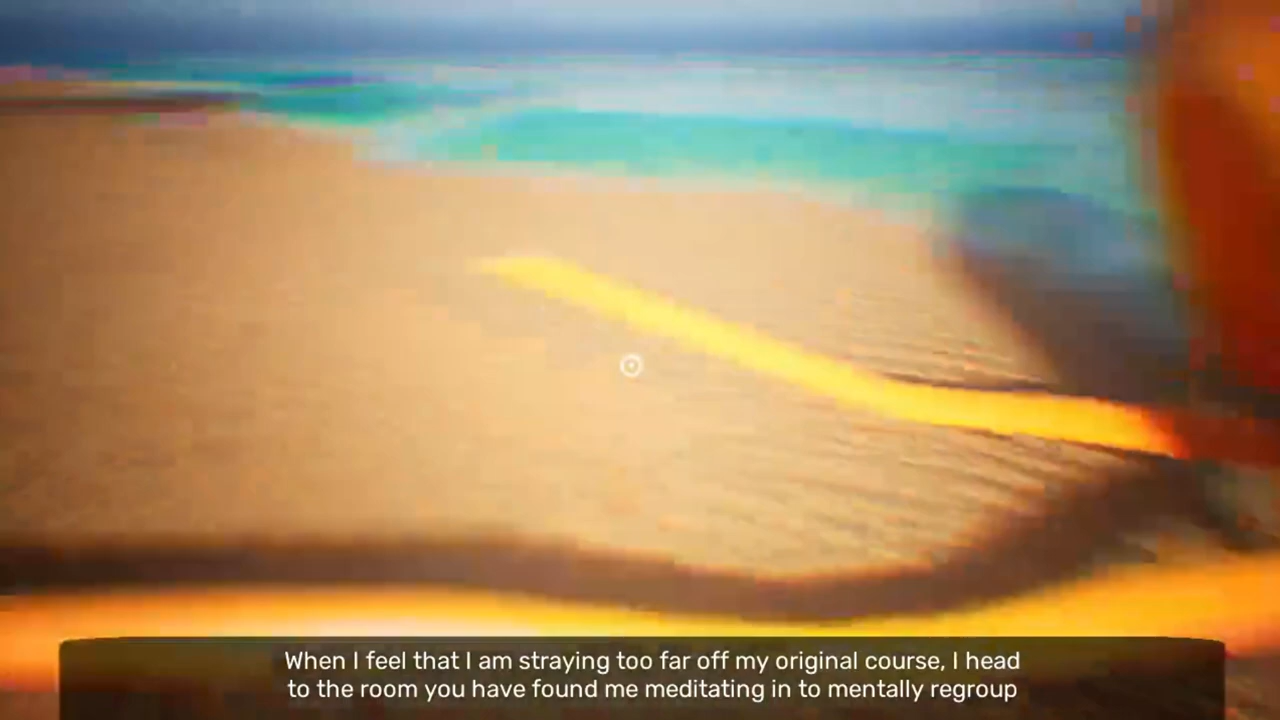 When I feel that I am straying too far off my original course, I head
to the room you have found me meditating in to mentally regroup